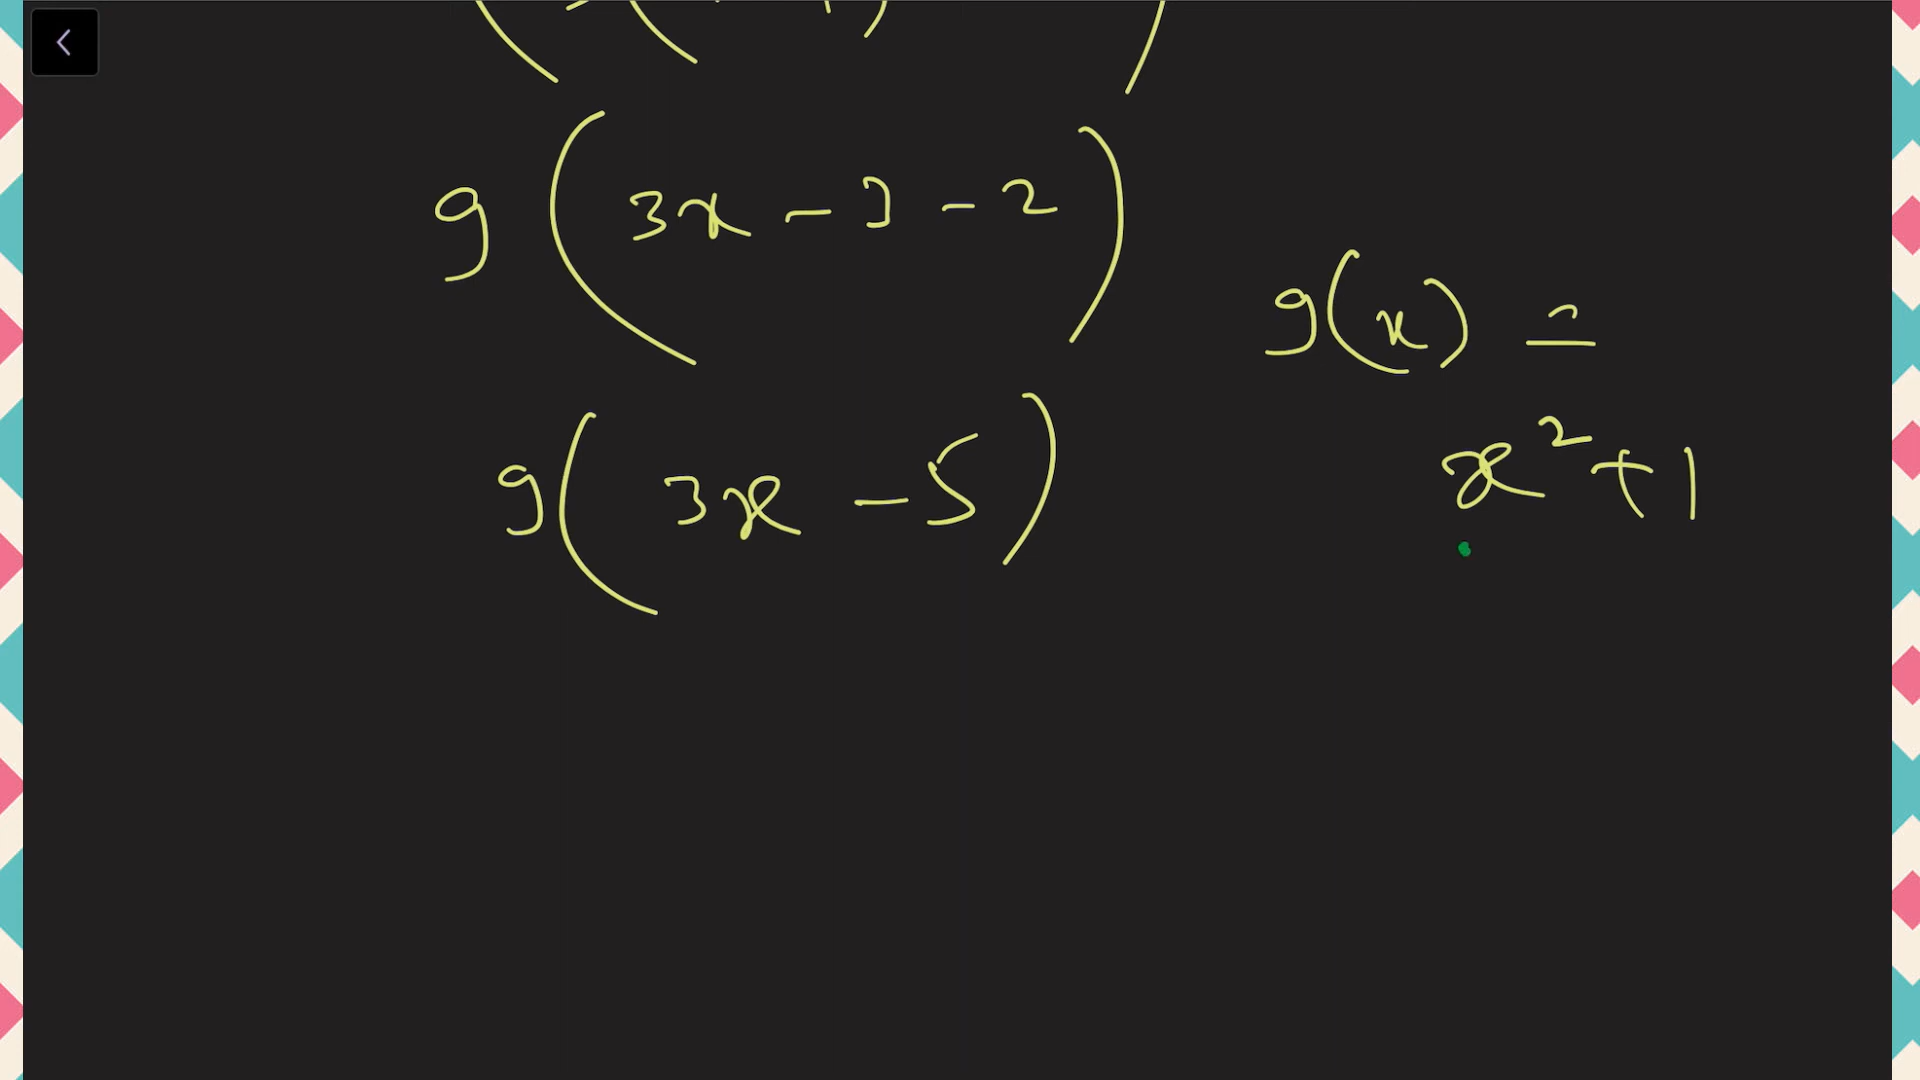 g(3x - 3 - 2)
g(x) =
x² + 1
g(3x - 5)